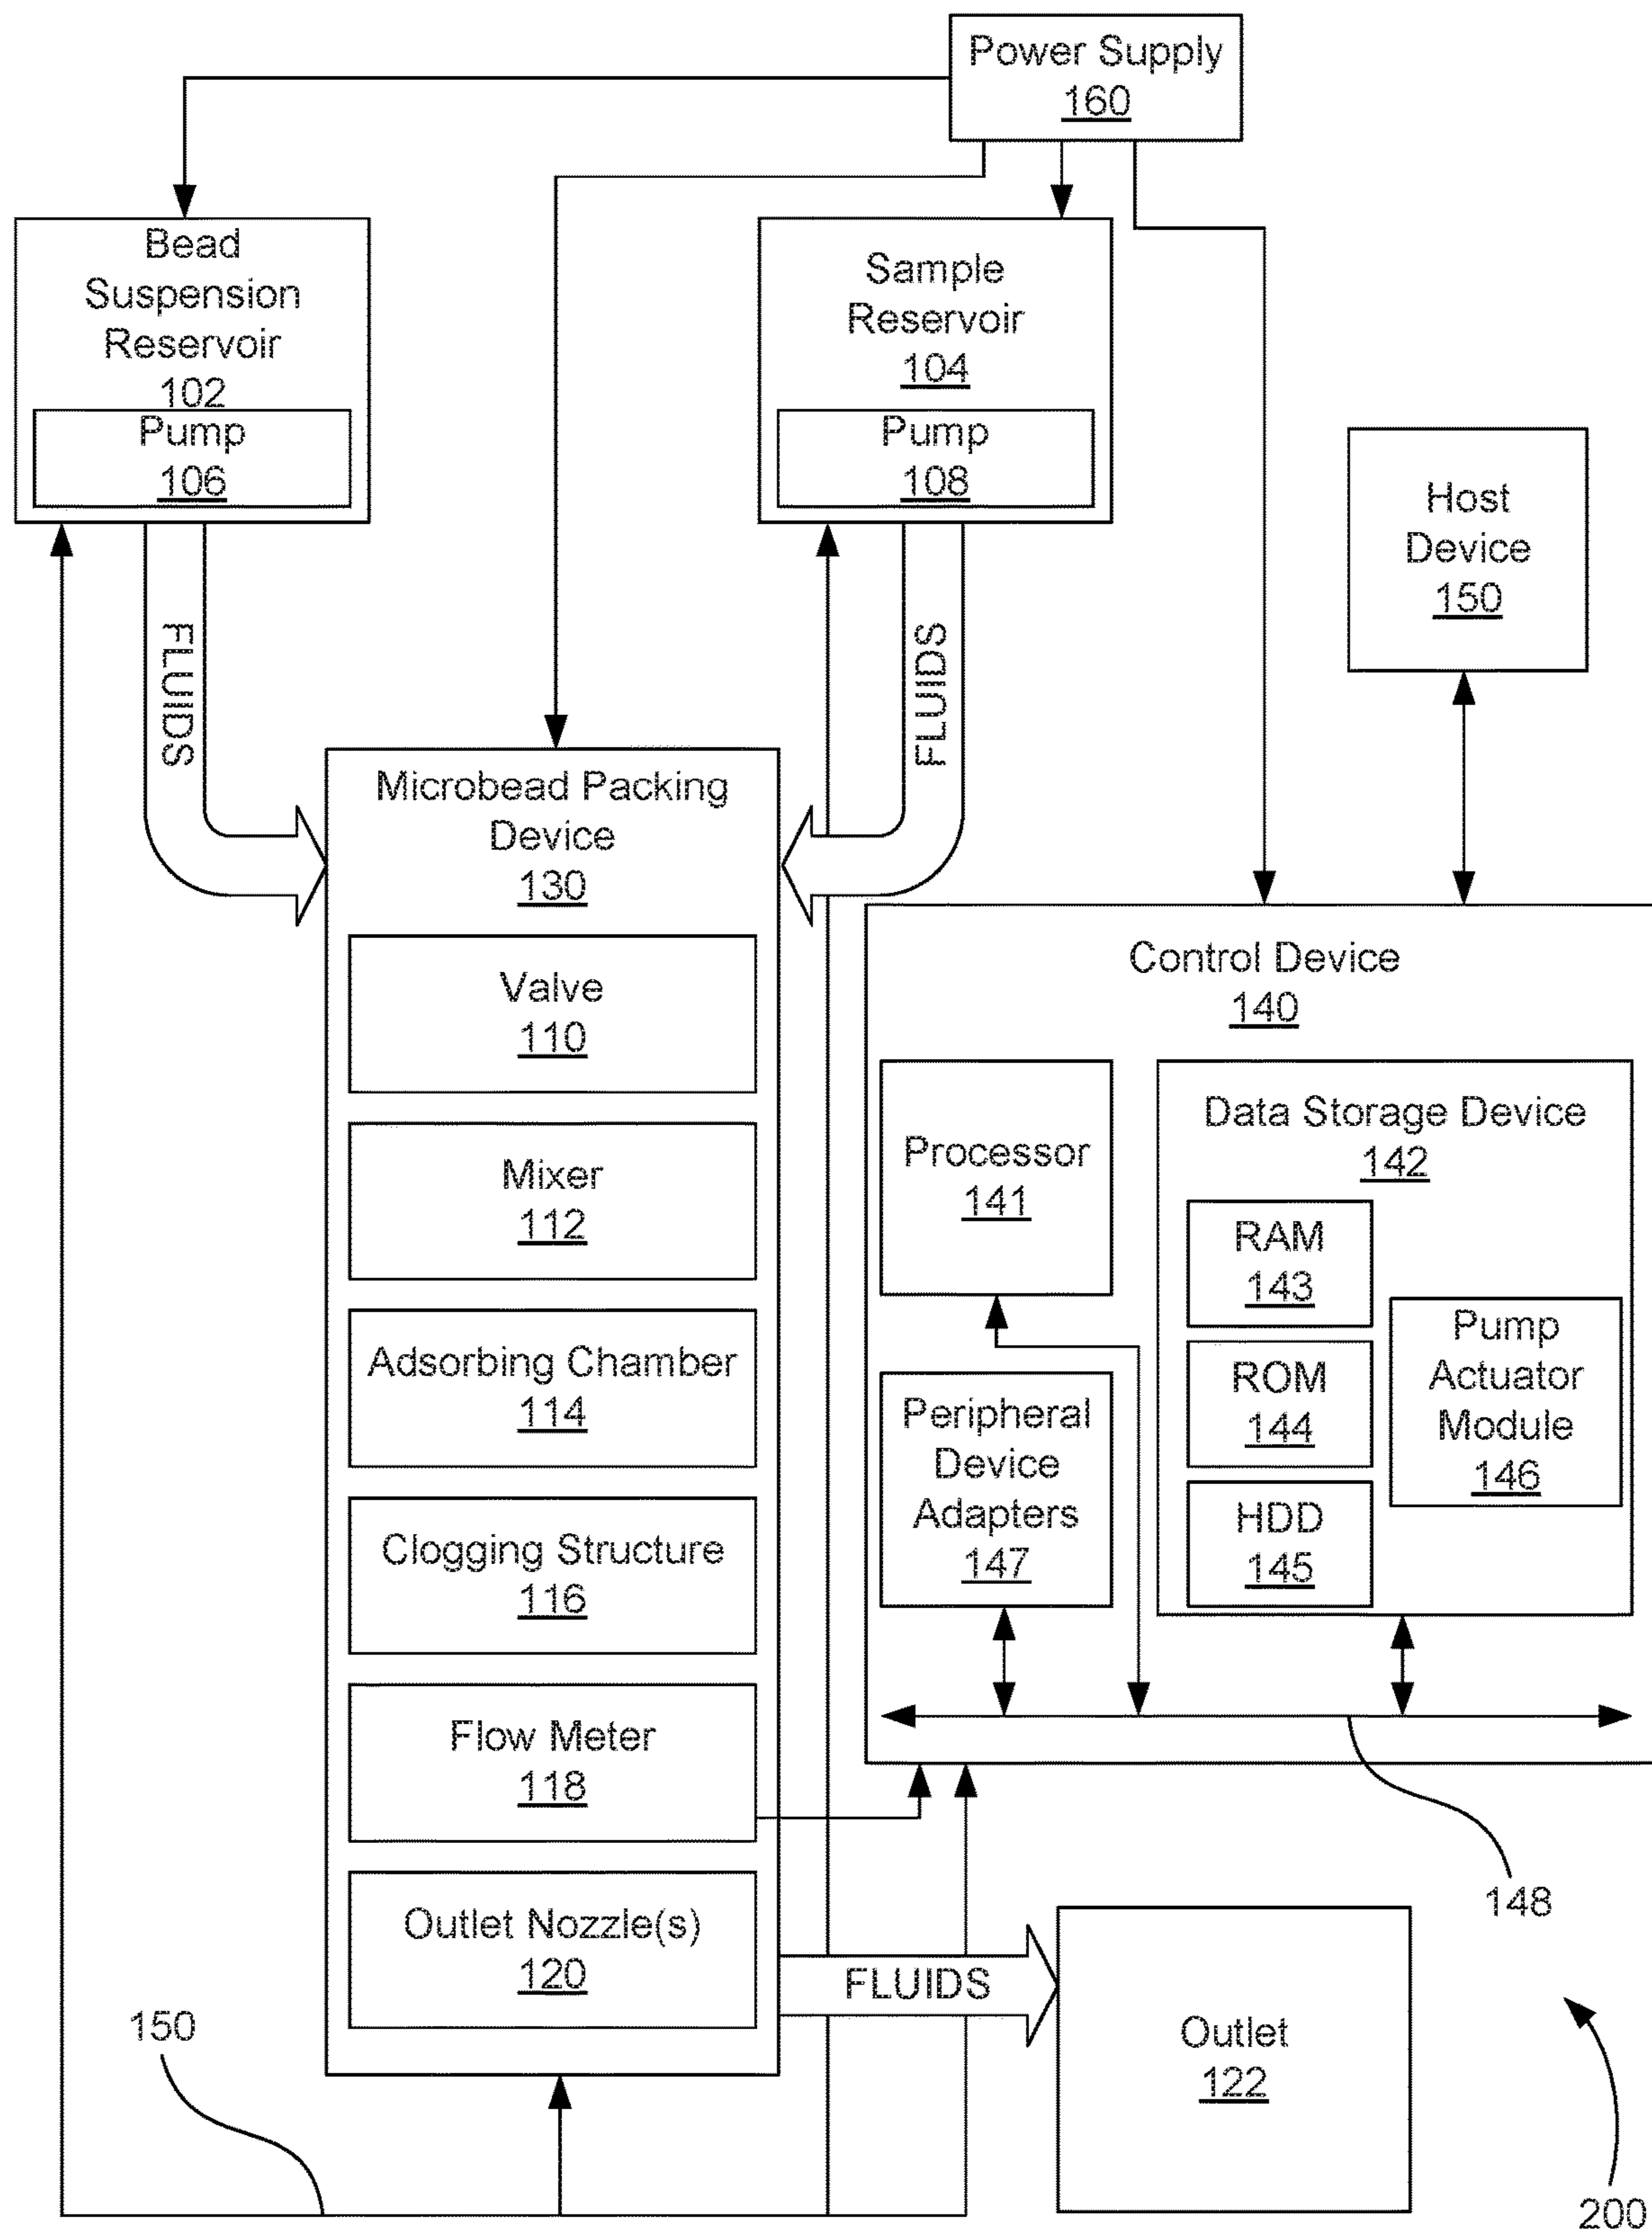 Power Supply
160
Bead
Suspension
Reservoir
102
Pump
106
Sample
Reservoir
104
Pump
108
Host
Device
150
FLUIDS
FLUIDS
Microbead Packing
Device
130
Valve
110
Mixer
112
Adsorbing Chamber
114
Clogging Structure
116
Flow Meter
118
Outlet Nozzle(s)
120
Control Device
140
Processor
141
Peripheral
Device
Adapters
147
Data Storage Device
142
RAM
143
ROM
144
HDD
145
Pump
Actuator
Module
146
148
FLUIDS
Outlet
122
150
200